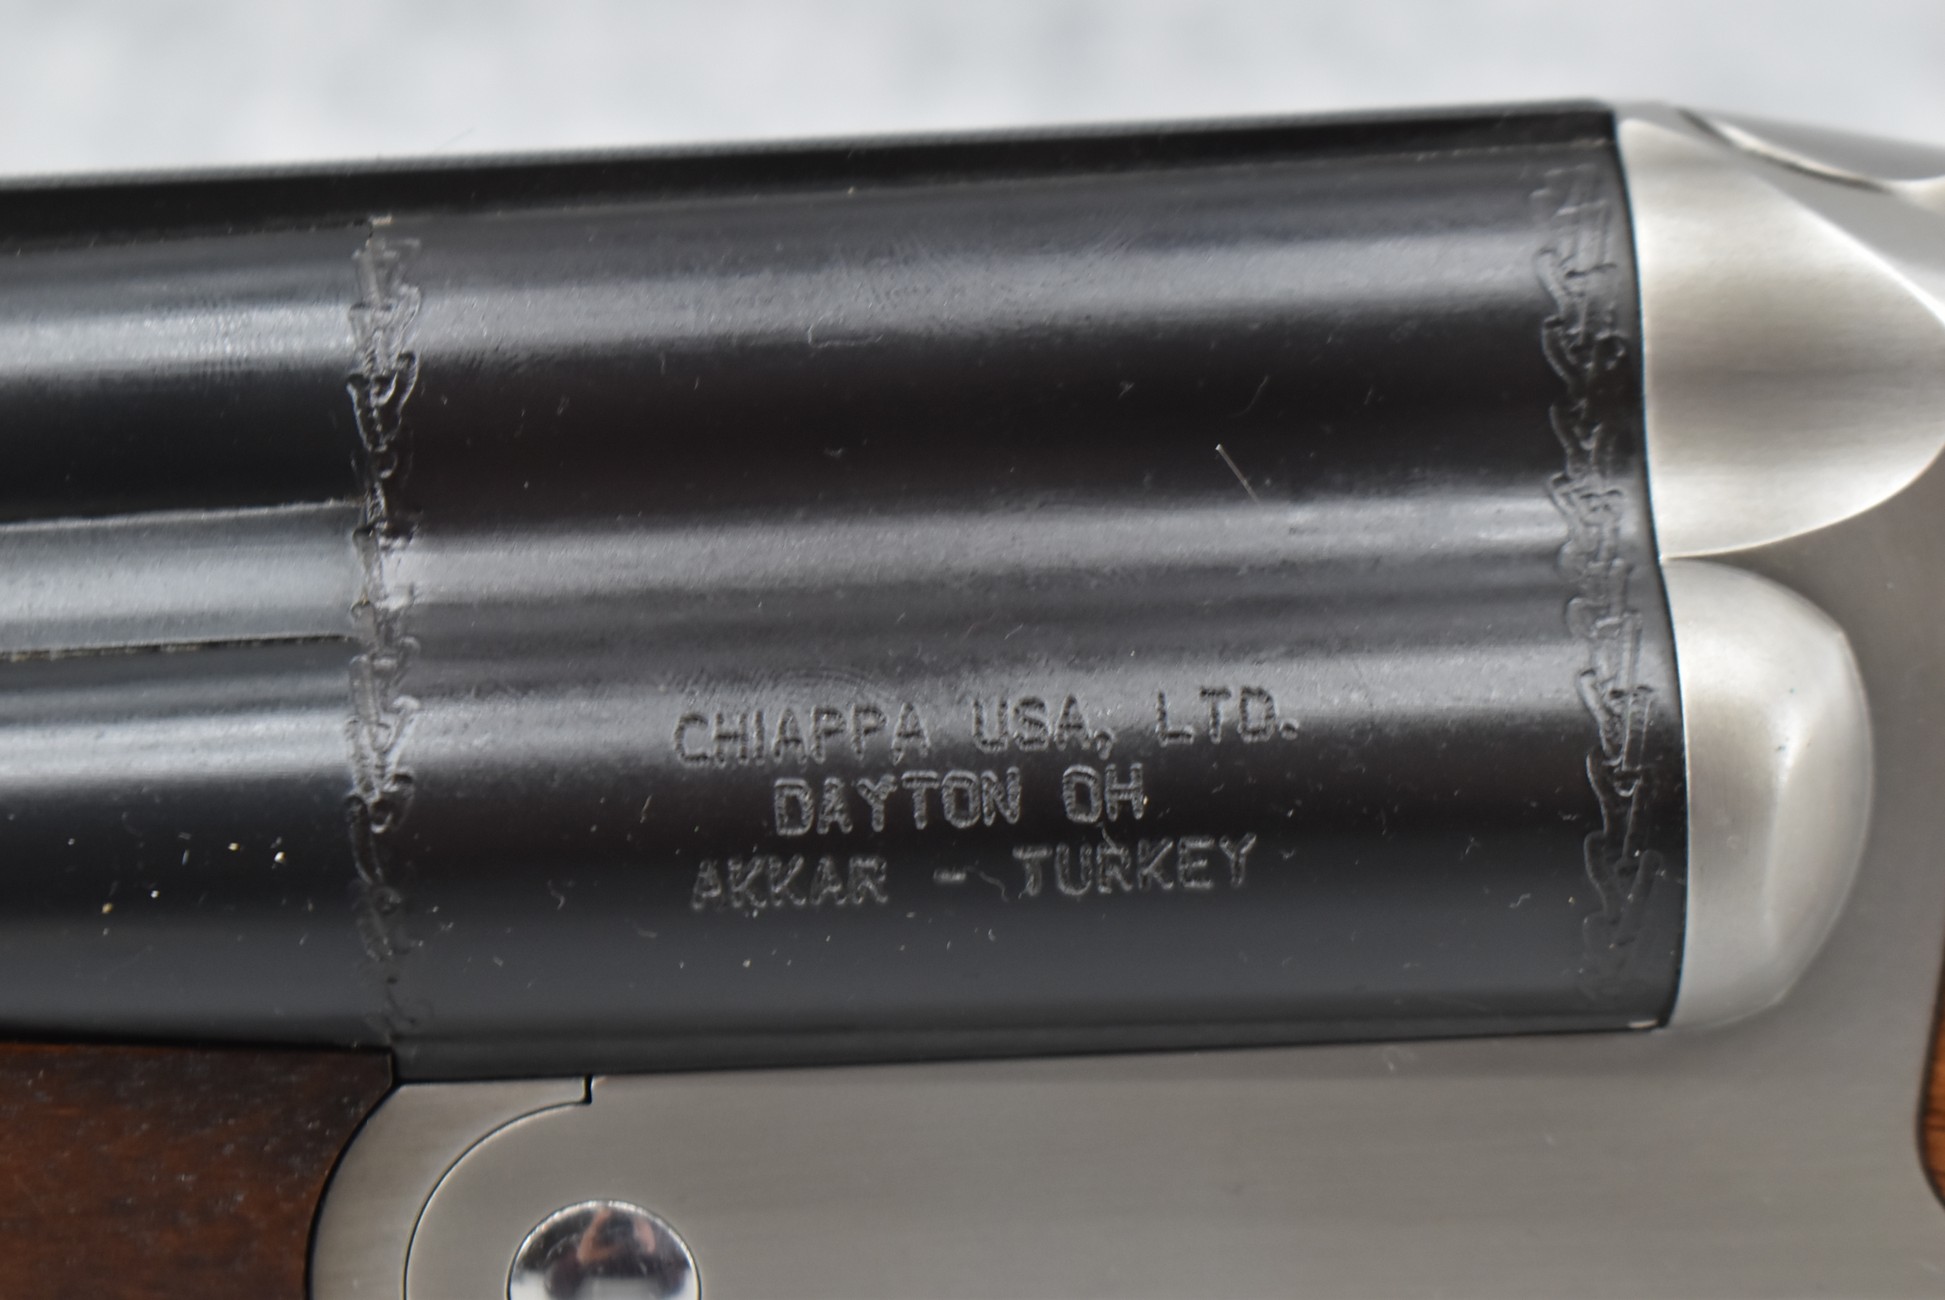 CHIAPPA USA, LTD.
DAYTON OH
AKKAR - TURKEY